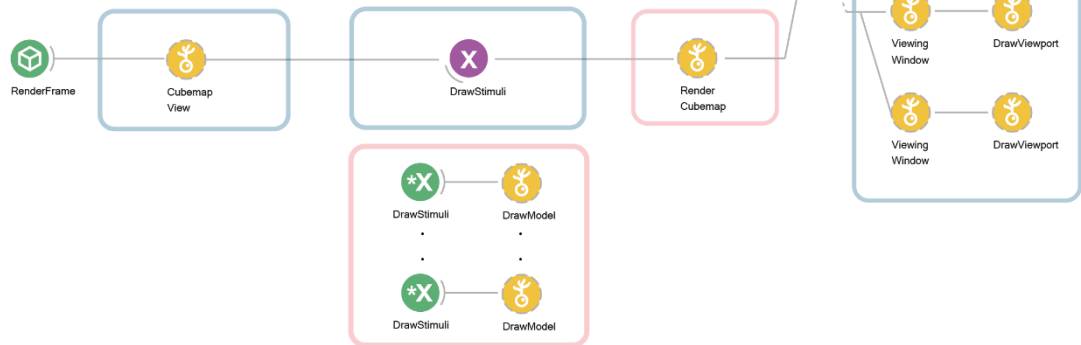 RenderFrame
Cubemap
View
X
DrawStimuli
Render
Cubemap
Viewing
Window
DrawViewport
Viewing
Window
DrawViewport
*X
DrawStimuli
DrawModel
*X
DrawStimuli
DrawModel